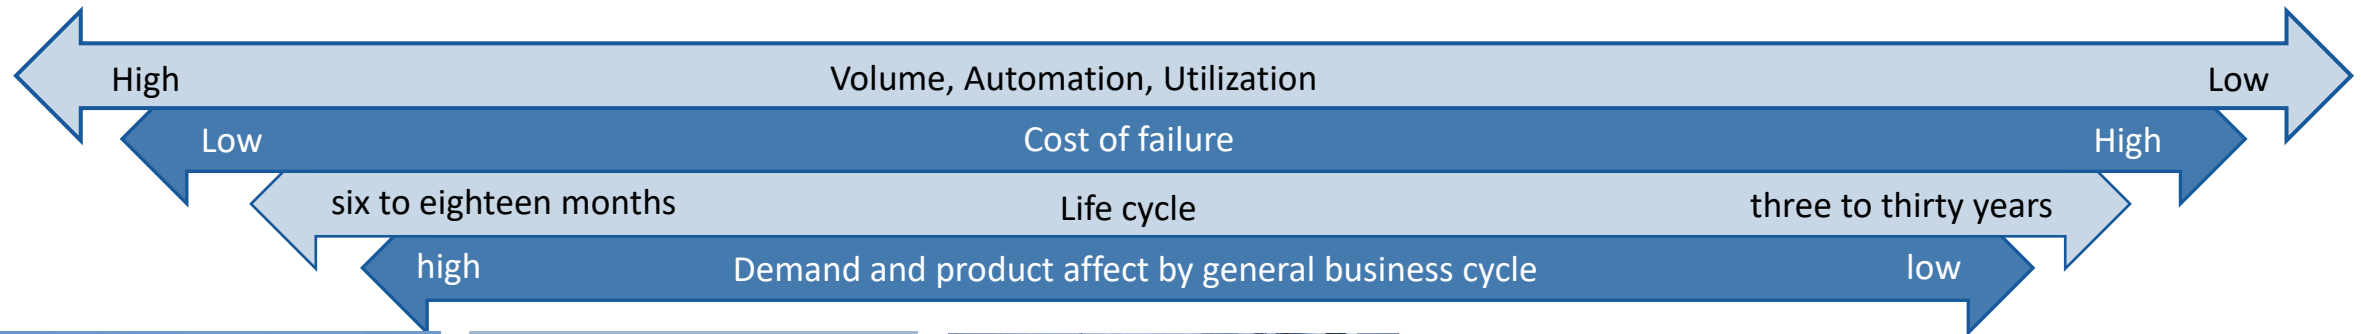 High Volume, Automation, Utilization Low
Low Cost of failure High
six to eighteen months Life cycle three to thirty years
high Demand and product affect by general business cycle low